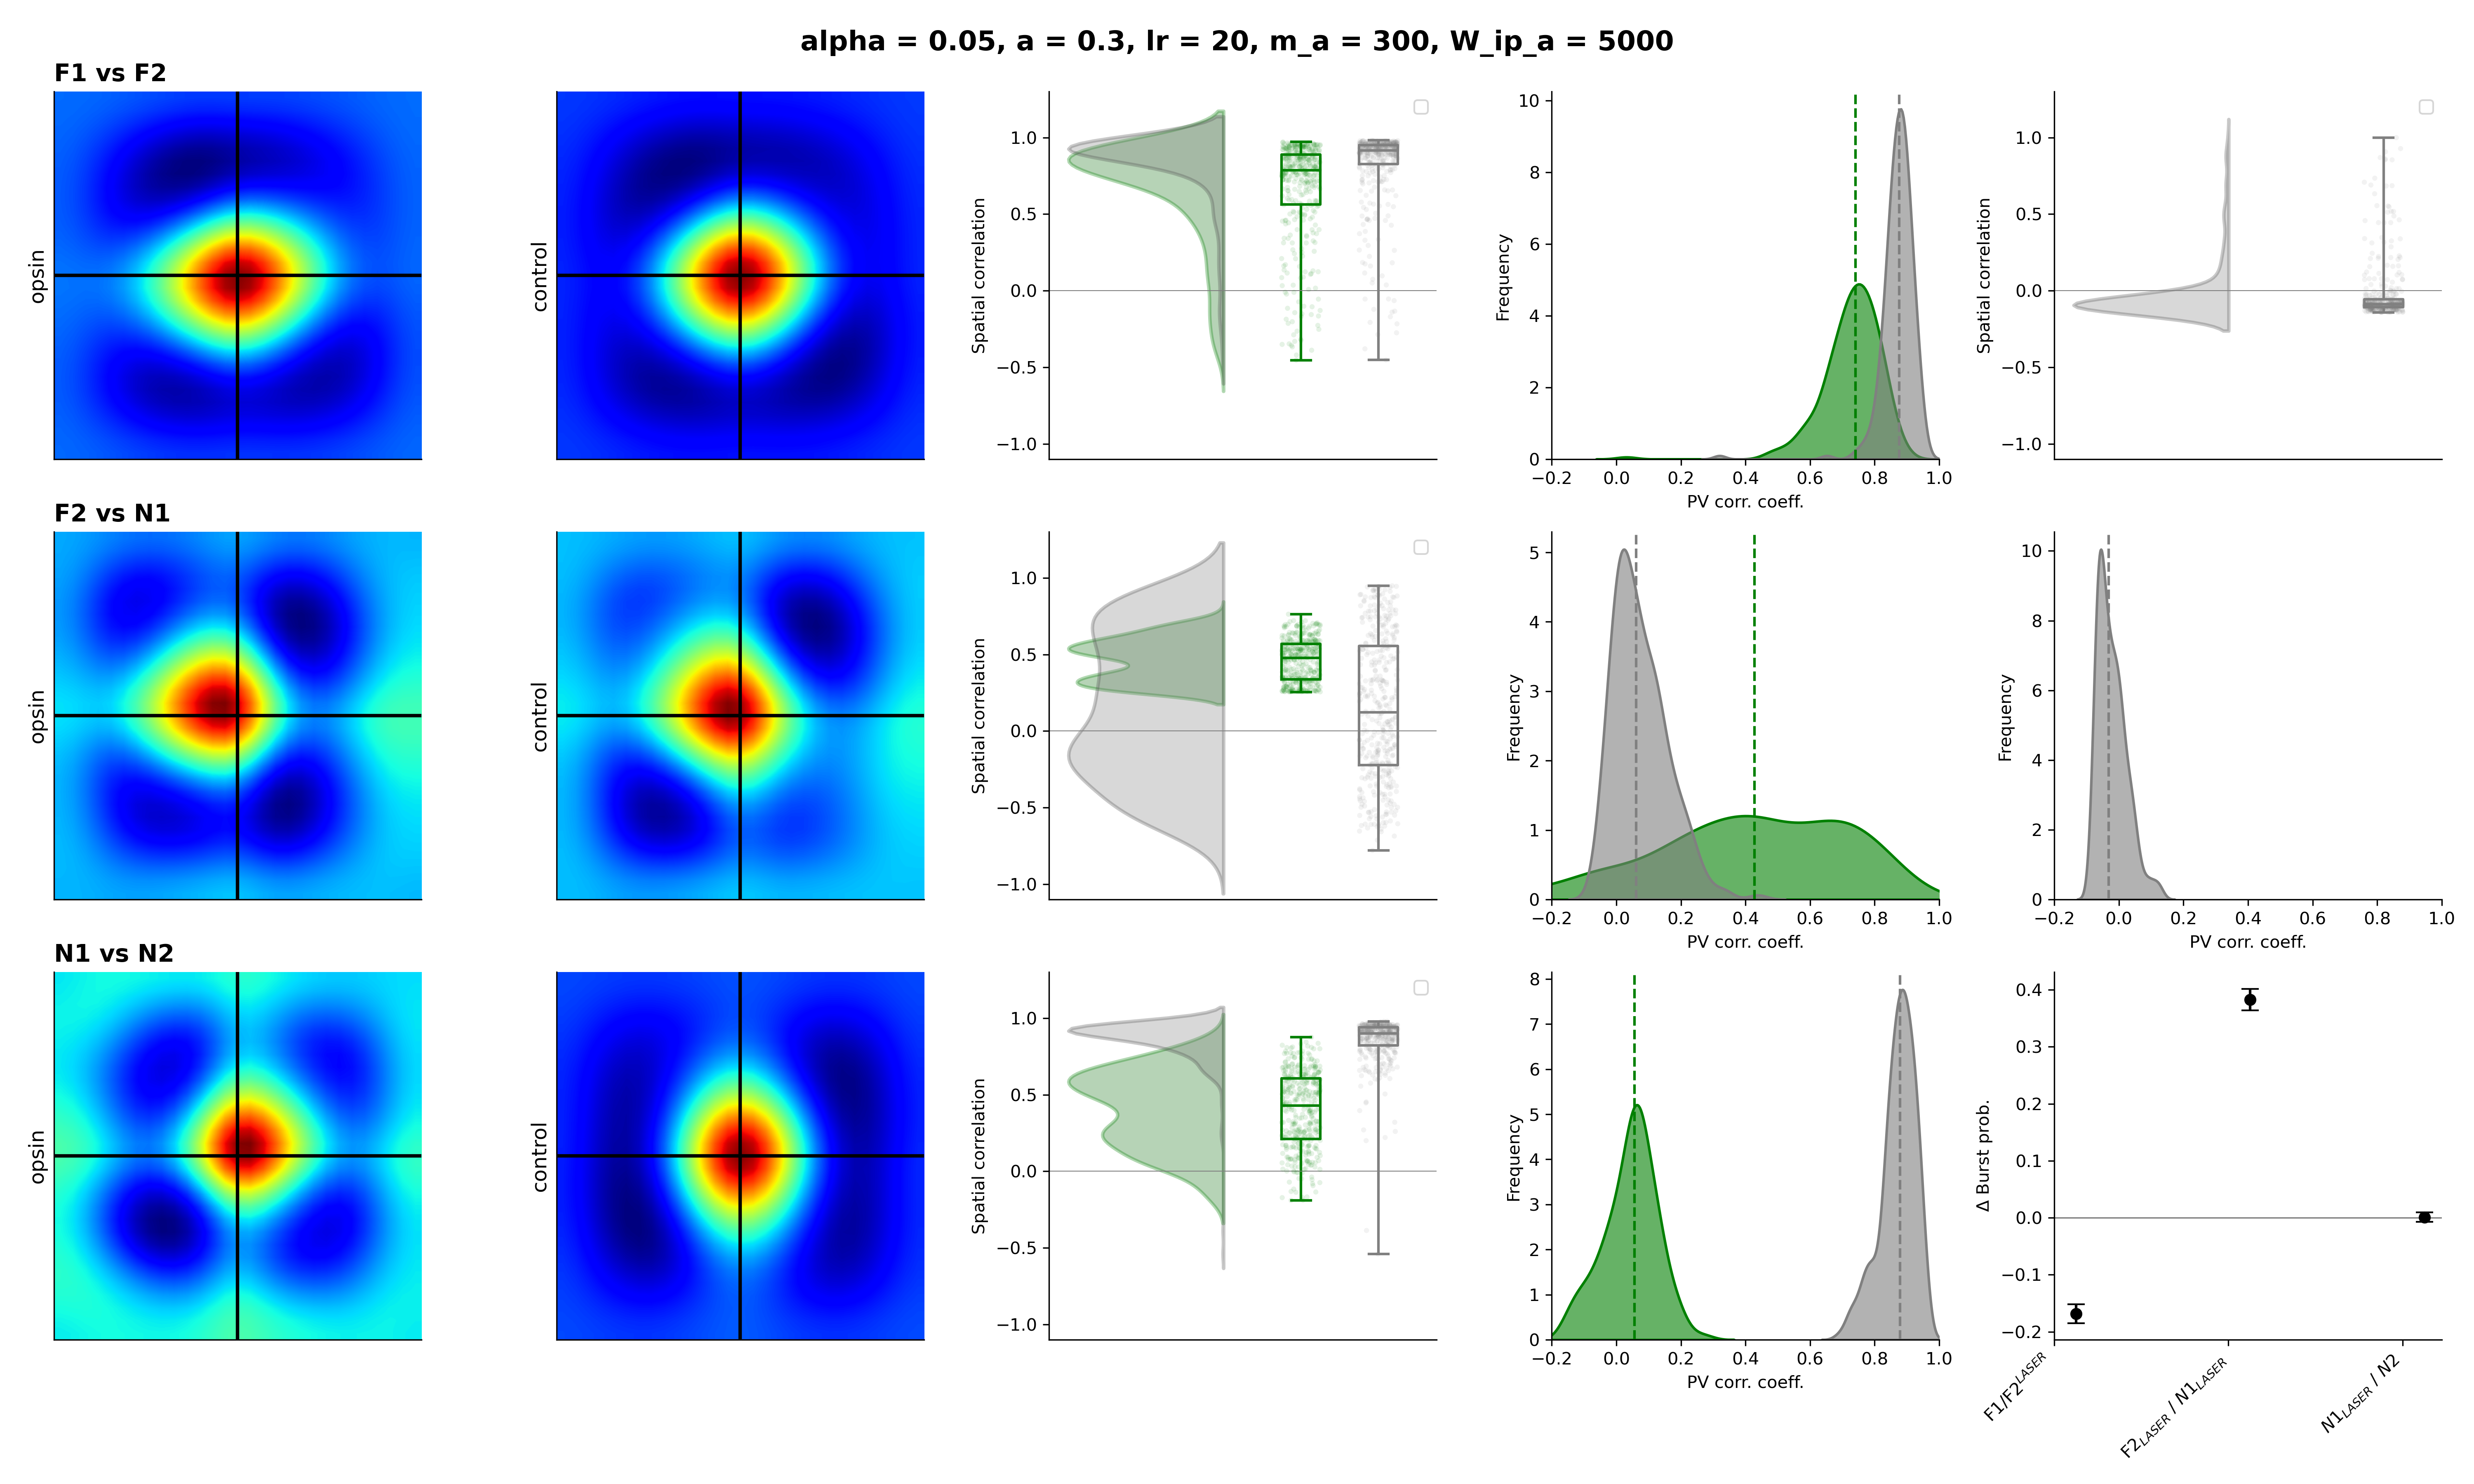 alpha = 0.05, a = 0.3, lr = 20, m_a = 300, W_ip_a = 5000
F1 vs F2
opsin
control
Spatial correlation
1.0
0.5
0.0
−0.5
−1.0
Frequency
10
8
6
4
2
0
−0.2 0.0 0.2 0.4 0.6 0.8 1.0
PV corr. coeff.
Spatial correlation
1.0
0.5
0.0
−0.5
−1.0
F2 vs N1
opsin
control
Spatial correlation
1.0
0.5
0.0
−0.5
−1.0
Frequency
5
4
3
2
1
0
−0.2 0.0 0.2 0.4 0.6 0.8 1.0
PV corr. coeff.
Frequency
10
8
6
4
2
0
−0.2 0.0 0.2 0.4 0.6 0.8 1.0
PV corr. coeff.
N1 vs N2
opsin
control
Spatial correlation
1.0
0.5
0.0
−0.5
−1.0
Frequency
8
7
6
5
4
3
2
1
0
−0.2 0.0 0.2 0.4 0.6 0.8 1.0
PV corr. coeff.
Δ Burst prob.
0.4
0.3
0.2
0.1
0.0
−0.1
−0.2
F1/F2^LASER
F2_LASER / N1_LASER
N1_LASER / N2